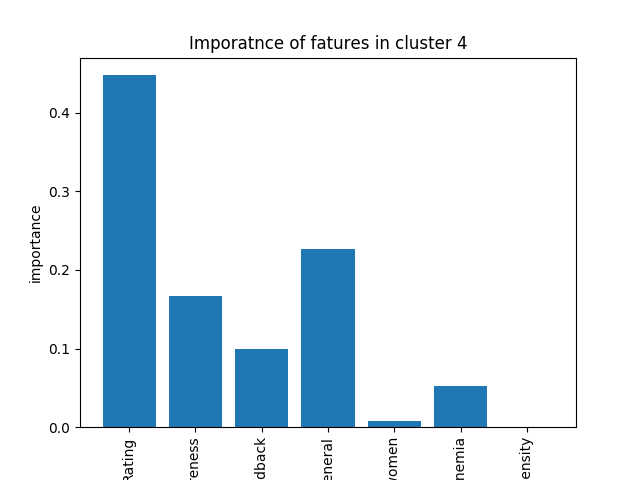 Imporatnce of fatures in cluster 4
importance
0.4
0.3
0.2
0.1
0.0
Rating
reness
dback
eneral
women
nemia
ensity